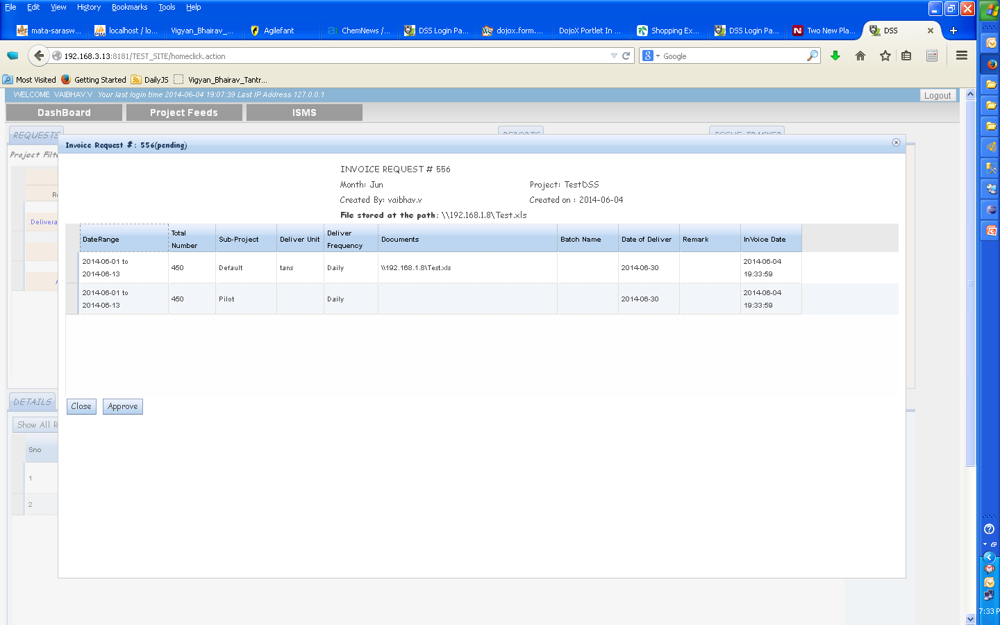 File Edit View History Bookmarks Tools Help
mata-sarasw... localhost / lo... Vigyan_Bhairav_... Agilefant ChemNews /... DSS Login Pa... dojox.form.... DojoX Portlet In ... Shopping Ex... DSS Login Pa... Two New Pla... DSS
192.168.3.13:8181/TEST_SITE/homeclick.action Google
Most Visited Getting Started DailyJS Vigyan_Bhairav_Tantr...
WELCOME VAIBHAV.V Your last login time 2014-06-04 19:07:39 Last IP Address 127.0.0.1 Logout
DashBoard Project Feeds ISMS
REQUESTS REPORTS ISSUE TRACKER
Invoice Request # : 556(pending)
Project Filte
INVOICE REQUEST # 556
Month: Jun Project: TestDSS
Created By: vaibhav.v Created on : 2014-06-04
File stored at the path: \\192.168.1.8\Test.xls
Delivera
DateRange Total Number Sub-Project Deliver Unit Deliver Frequency Documents Batch Name Date of Deliver Remark InVoice Date
2014-06-01 to 2014-06-13 450 Default tans Daily \\192.168.1.8\Test.xls 2014-06-30 2014-06-04 19:33:59
2014-06-01 to 2014-06-13 450 Pilot Daily 2014-06-30 2014-06-04 19:33:59
DETAILS
Close Approve
Show All R
Sno
1
2
7:33 P